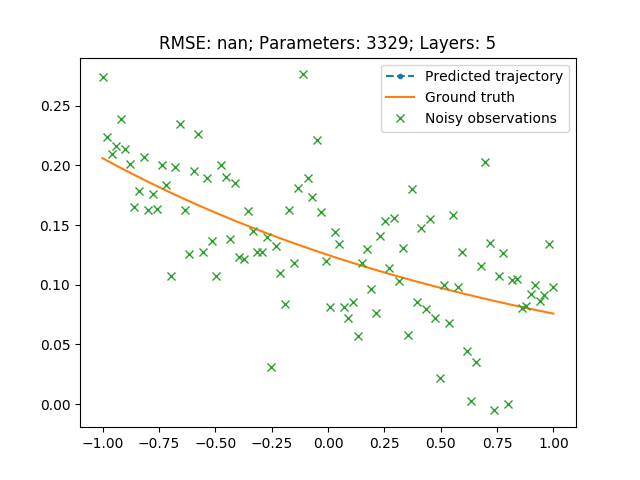 RMSE: nan; Parameters: 3329; Layers: 5
Predicted trajectory
Ground truth
Noisy observations
0.25
0.20
0.15
0.10
0.05
0.00
−1.00 −0.75 −0.50 −0.25 0.00 0.25 0.50 0.75 1.00